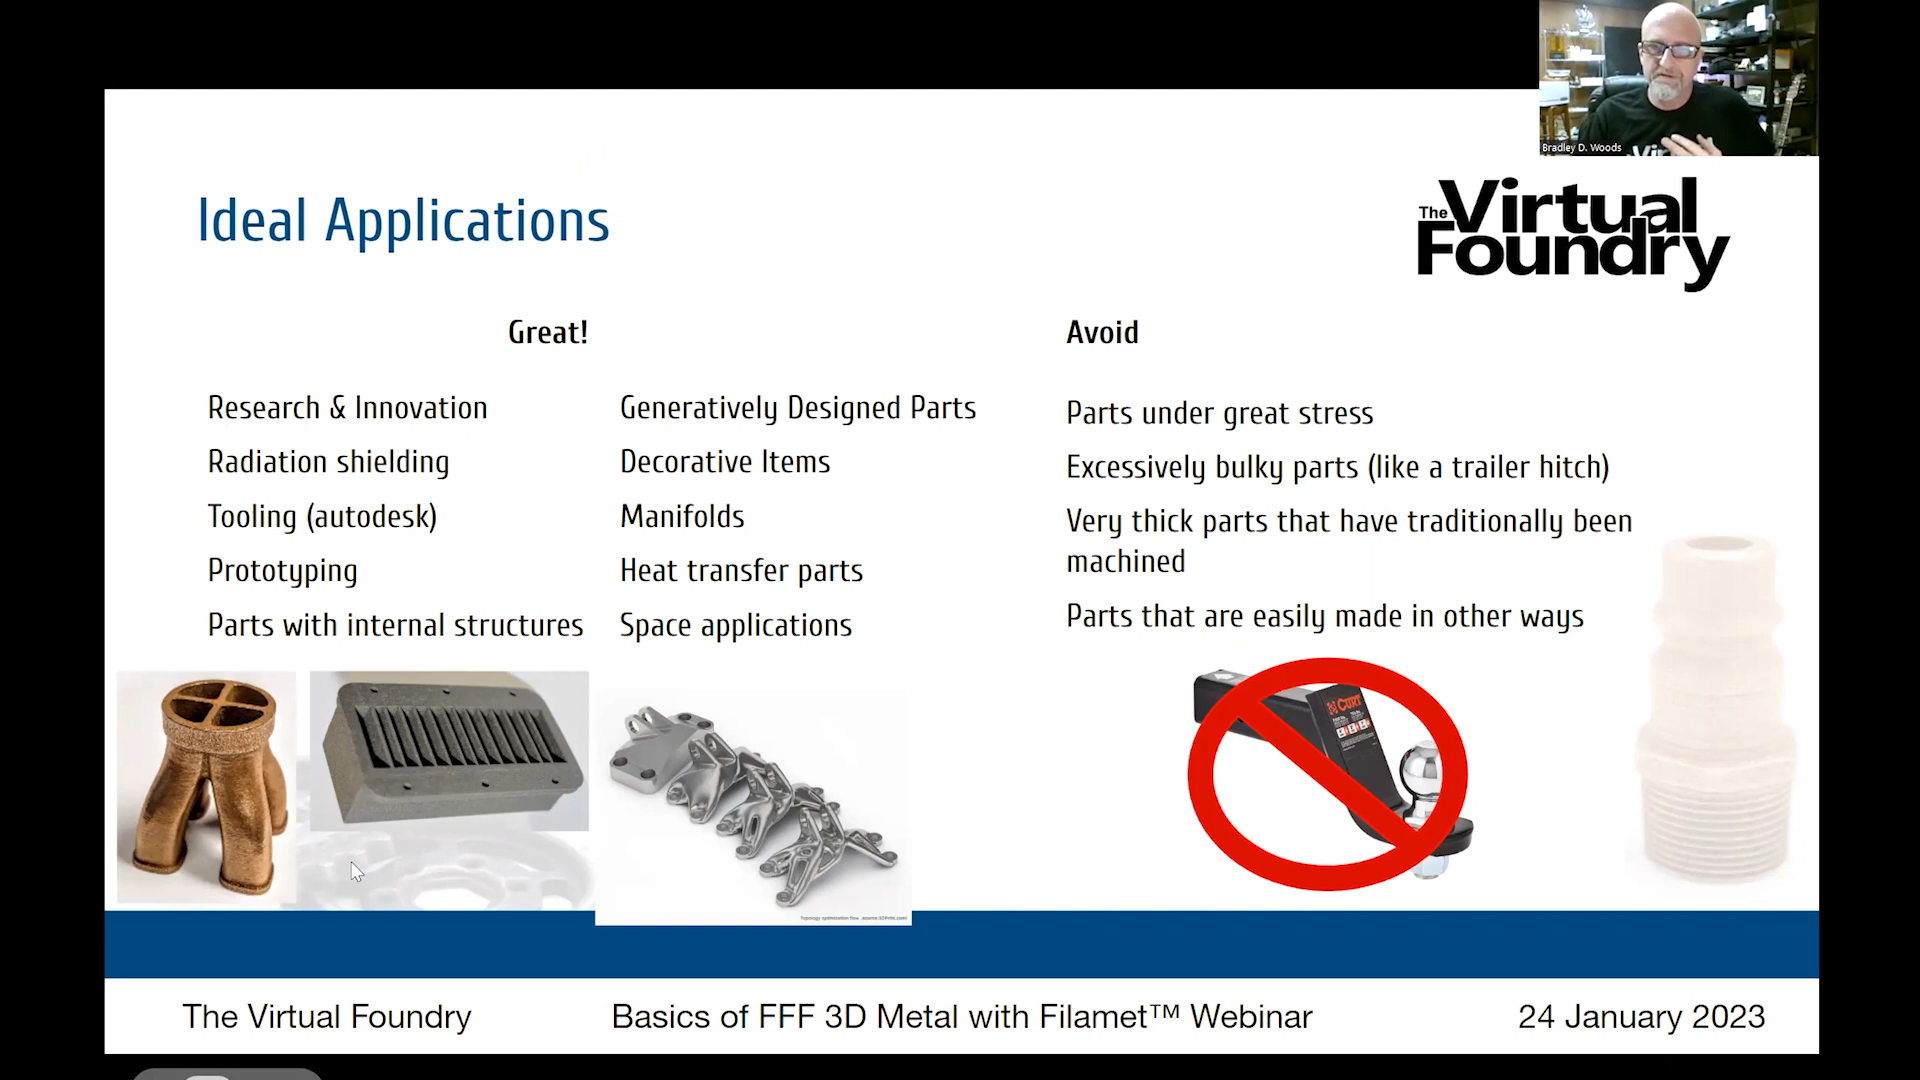 Bradley D. Woods
Ideal Applications
The Virtual
Foundry
Great!
Research & Innovation
Radiation shielding
Tooling (autodesk)
Prototyping
Parts with internal structures
Generatively Designed Parts
Decorative Items
Manifolds
Heat transfer parts
Space applications
Avoid
Parts under great stress
Excessively bulky parts (like a trailer hitch)
Very thick parts that have traditionally been
machined
Parts that are easily made in other ways
CURT
The Virtual Foundry
Basics of FFF 3D Metal with Filamet™ Webinar
24 January 2023